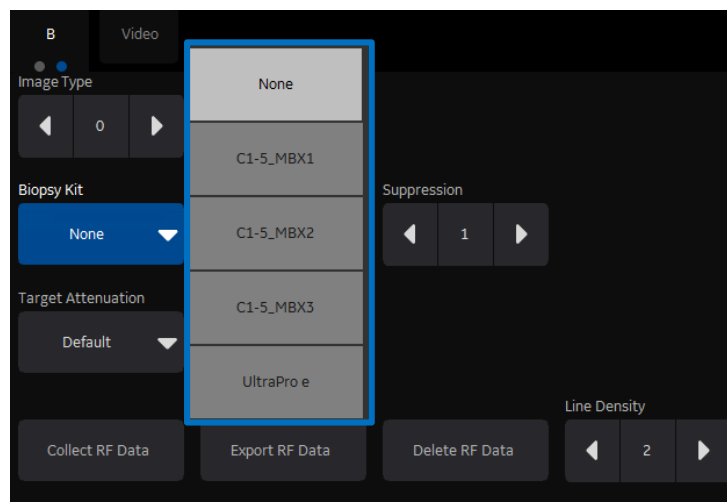 B
Video
Image Type
0
None
C1-5_MBX1
C1-5_MBX2
C1-5_MBX3
UltraPro e
Biopsy Kit
None
Suppression
1
Target Attenuation
Default
Line Density
2
Collect RF Data
Export RF Data
Delete RF Data